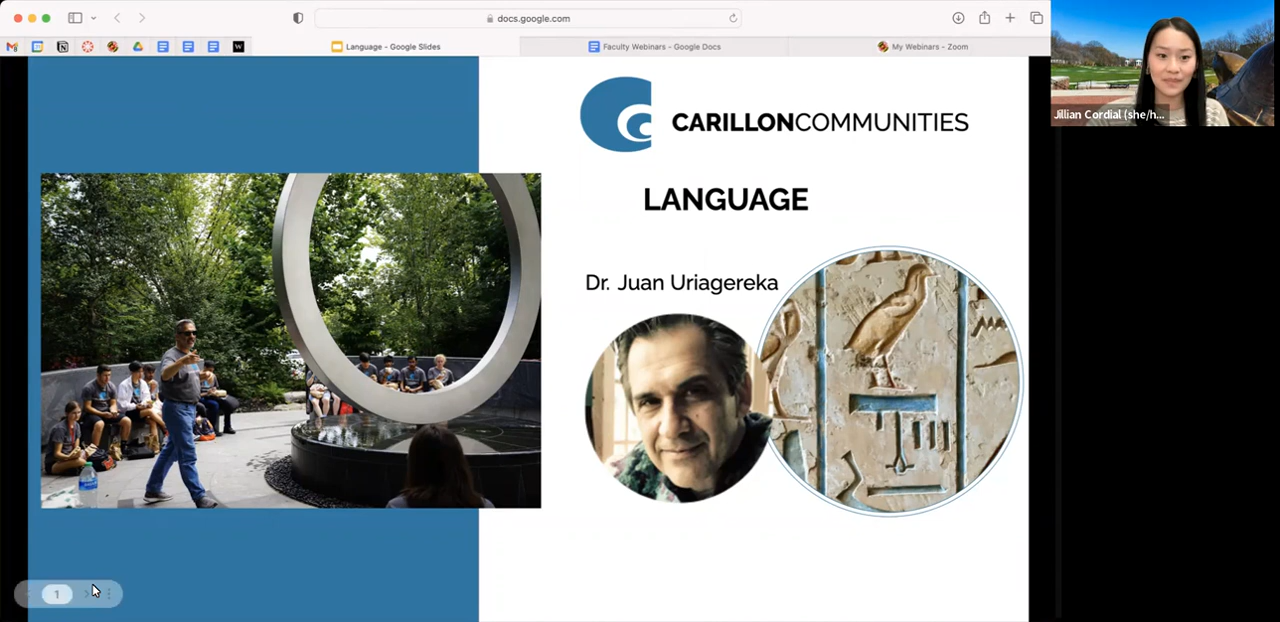 docs.google.com
Language - Google Slides
Faculty Webinars - Google Docs
My Webinars - Zoom
Jillian Cordial (she/h...
CARILLONCOMMUNITIES
LANGUAGE
Dr. Juan Uriagereka
1